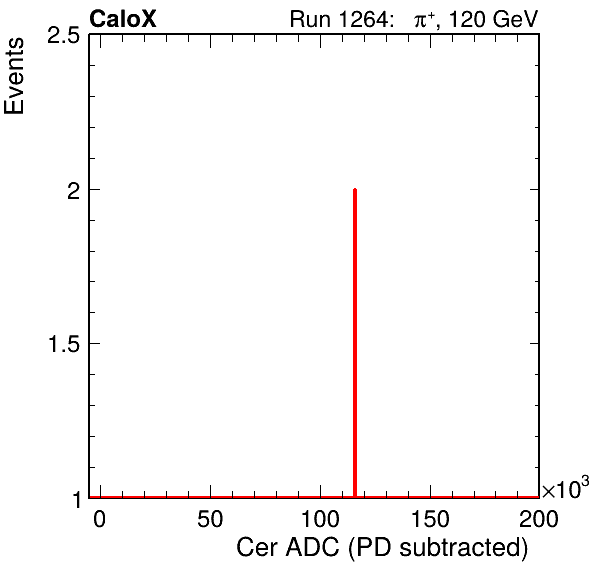 CaloX Run 1264: π⁺, 120 GeV
Events
2.5
2
1.5
1
0 50 100 150 200
×10³
Cer ADC (PD subtracted)